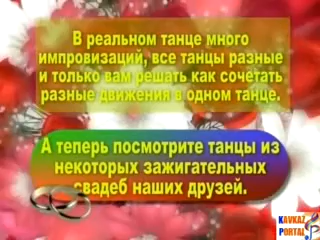 В реальном танце много
импровизаций, все танцы разные
и только вам решать как сочетать
разные движения в одном танце.
А теперь посмотрите танцы из
некоторых зажигательных
свадеб наших друзей.
KAVKAZ
PORTAL